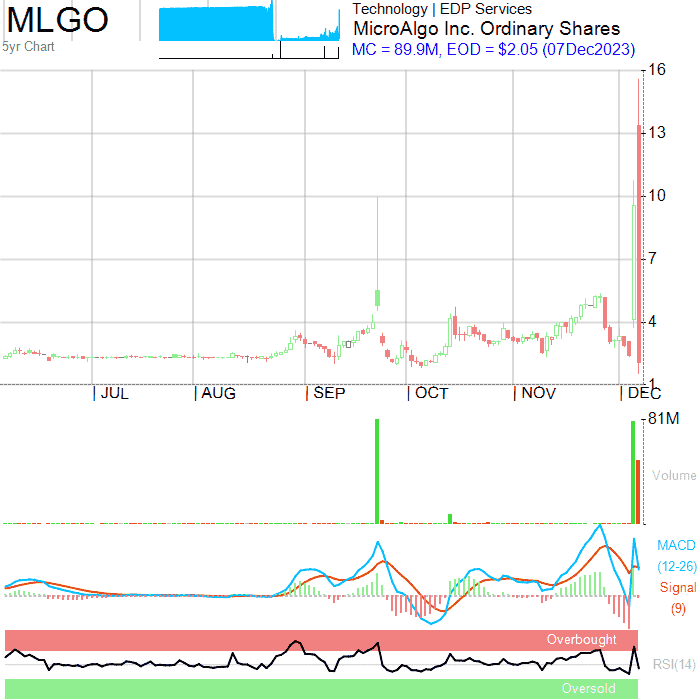 MLGO
5yr Chart
Technology | EDP Services
MicroAlgo Inc. Ordinary Shares
MC = 89.9M, EOD = $2.05 (07Dec2023)
16
13
10
7
4
1
JUL
AUG
SEP
OCT
NOV
DEC
81M
Volume
MACD
(12-26)
Signal
(9)
Overbought
RSI(14)
Oversold